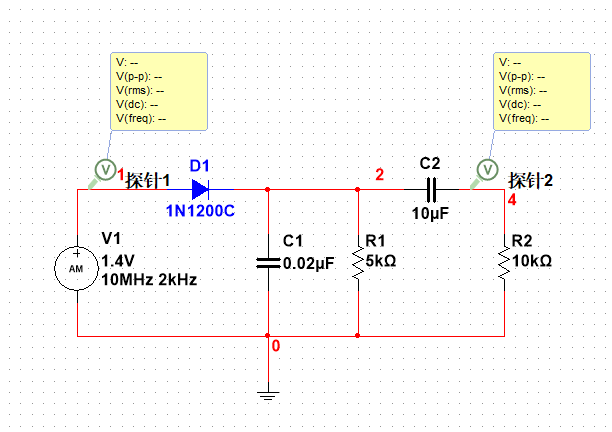 V: --
V(p-p): --
V(rms): --
V(dc): --
V(freq): --
V: --
V(p-p): --
V(rms): --
V(dc): --
V(freq): --
V
V
1
探针1
D1
1N1200C
2
C2
10µF
探针2
4
V1
1.4V
10MHz 2kHz
AM
C1
0.02µF
R1
5kΩ
R2
10kΩ
0